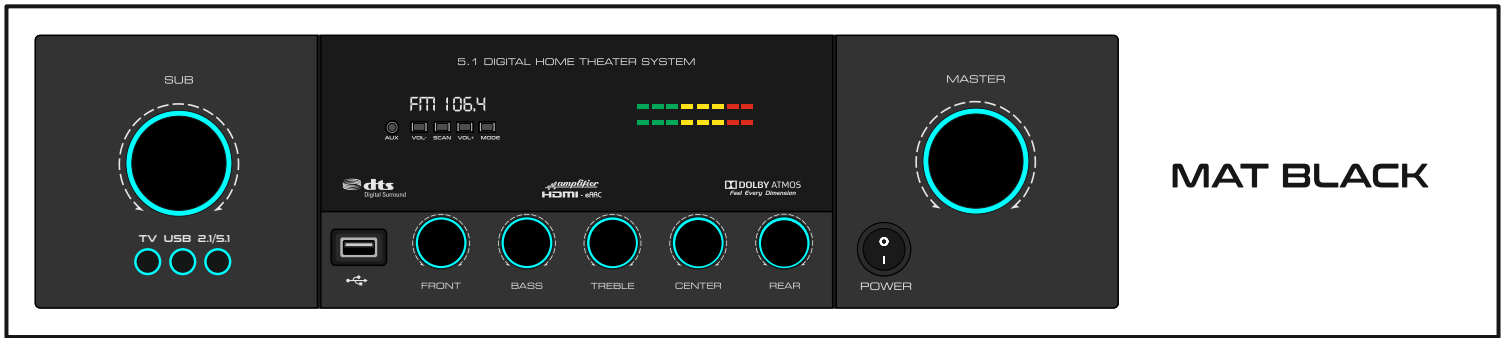 5.1 DIGITAL HOME THEATER SYSTEM
SUB
MASTER
FM 106.4
AUX VOL- SCAN VOL+ MODE
dts
Digital Surround
amplifier
HDMI - eARC
DOLBY ATMOS
Feel Every Dimension
MAT BLACK
TV USB 2.1/5.1
FRONT BASS TREBLE CENTER REAR
POWER